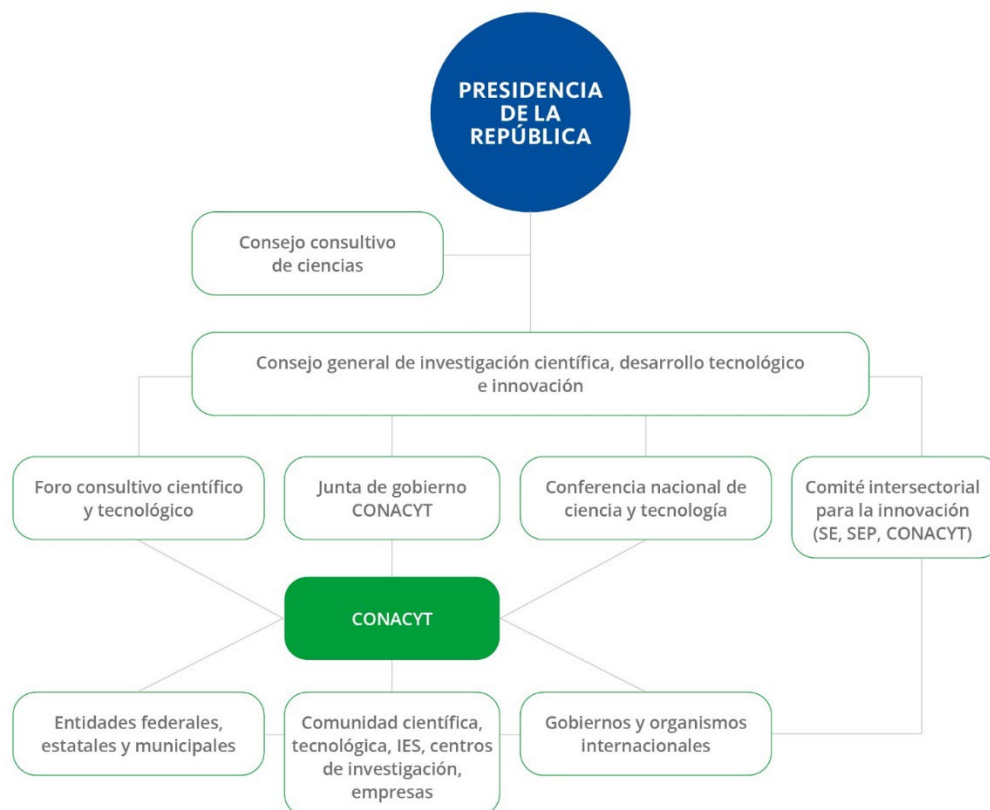 PRESIDENCIA
DE LA
REPÚBLICA
Consejo consultivo
de ciencias
Consejo general de investigación científica, desarrollo tecnológico
e innovación
Foro consultivo científico
y tecnológico
Junta de gobierno
CONACYT
Conferencia nacional de
ciencia y tecnología
Comité intersectorial
para la innovación
(SE, SEP, CONACYT)
CONACYT
Entidades federales,
estatales y municipales
Comunidad científica,
tecnológica, IES, centros
de investigación,
empresas
Gobiernos y organismos
internacionales